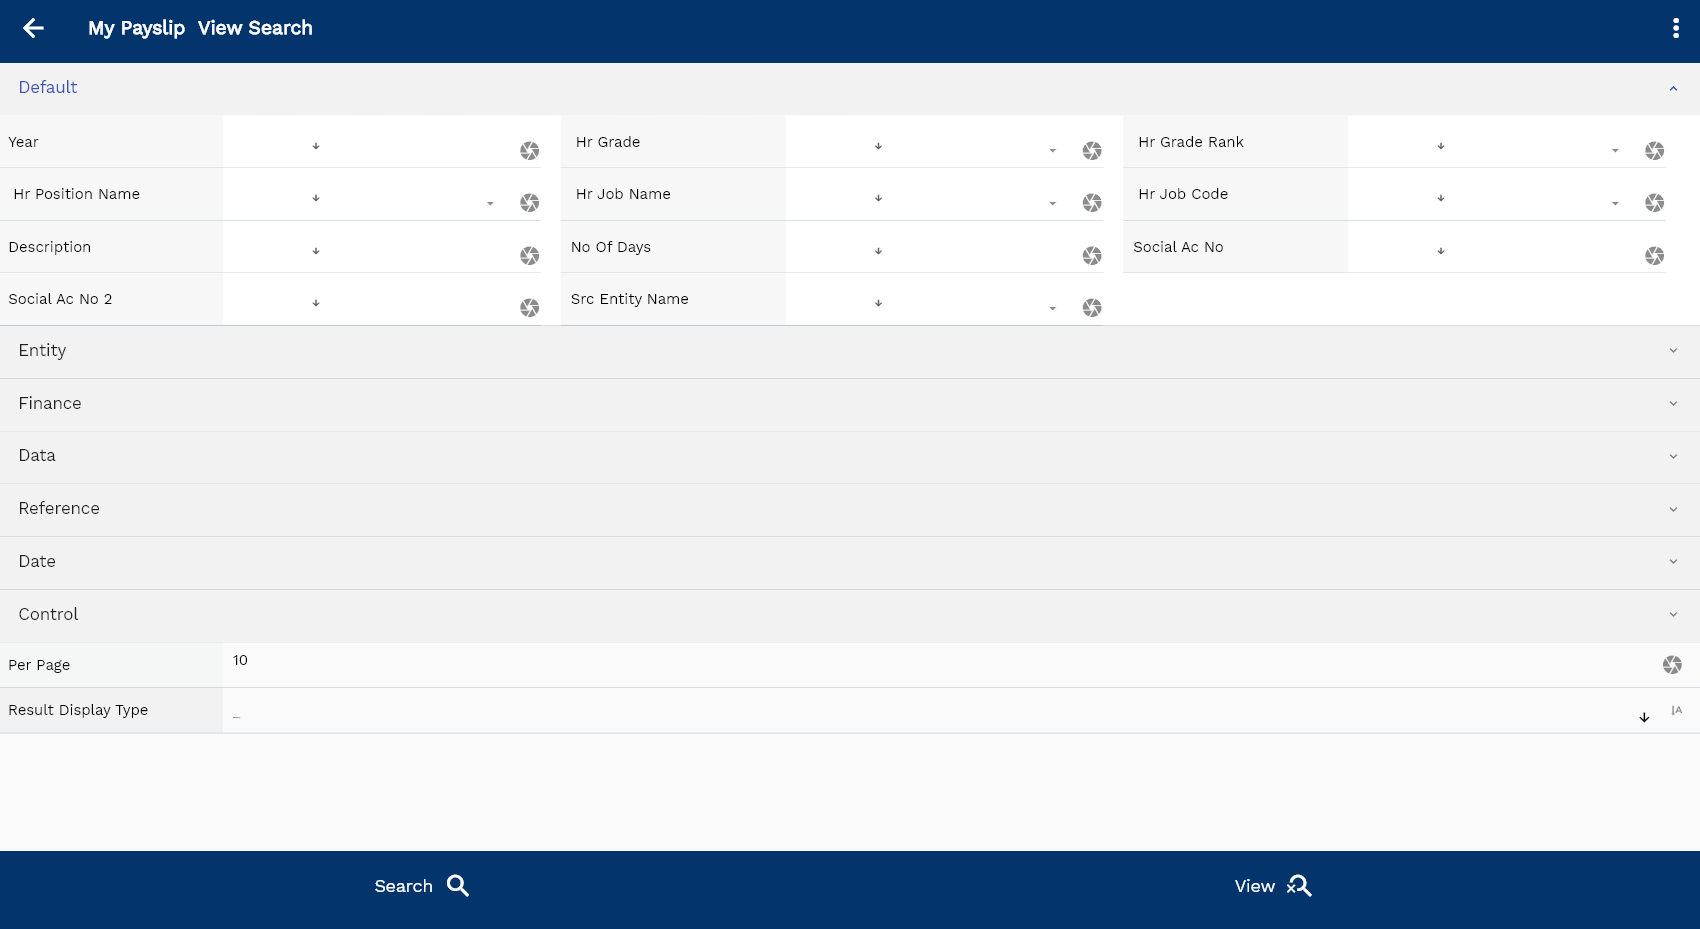 My Payslip View Search
Default
Year
Hr Grade
Hr Grade Rank
Hr Position Name
Hr Job Name
Hr Job Code
Description
No Of Days
Social Ac No
Social Ac No 2
Src Entity Name
Entity
Finance
Data
Reference
Date
Control
Per Page
10
Result Display Type
_
Search
View